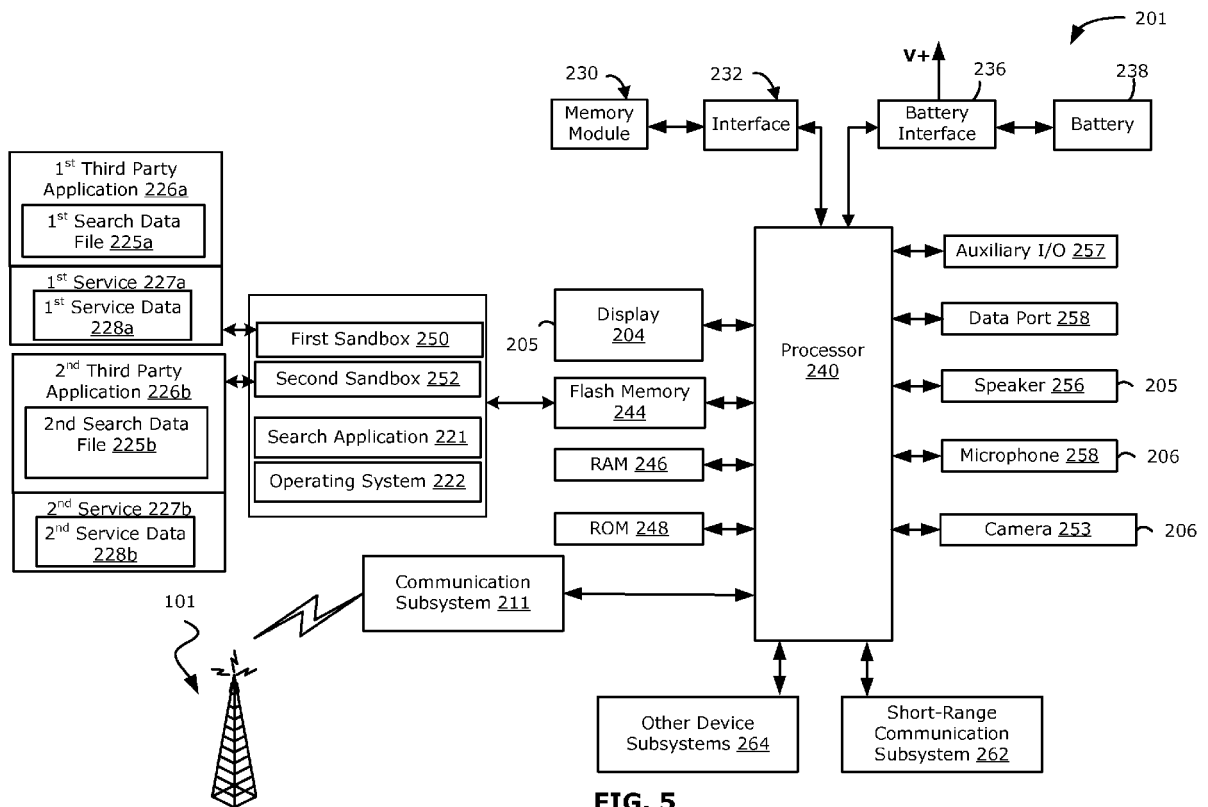 201
V+
230
232
236
238
Memory
Module
Interface
Battery
Interface
Battery
1st Third Party
Application 226a
1st Search Data
File 225a
1st Service 227a
1st Service Data
228a
2nd Third Party
Application 226b
2nd Search Data
File 225b
2nd Service 227b
2nd Service Data
228b
First Sandbox 250
Second Sandbox 252
Search Application 221
Operating System 222
205
Display
204
Flash Memory
244
RAM 246
ROM 248
Processor
240
Auxiliary I/O 257
Data Port 258
Speaker 256
205
Microphone 258
206
Camera 253
206
Communication
Subsystem 211
101
Other Device
Subsystems 264
Short-Range
Communication
Subsystem 262
FIG. 5